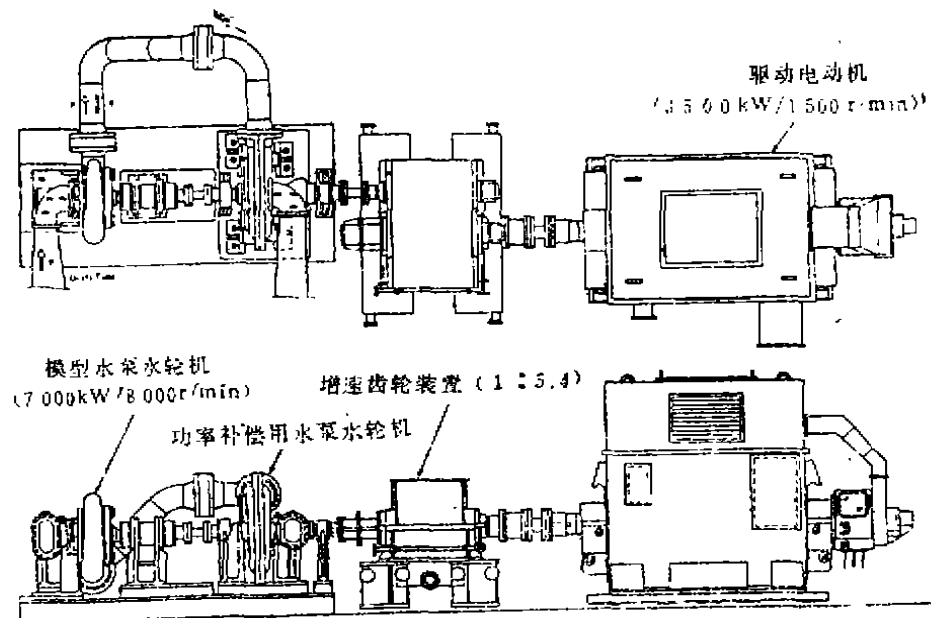 驱动电动机
(3500kW/1500r/min)
模型水泵水轮机
(7000kW/8000r/min)
增速齿轮装置(1:5.4)
功率补偿用水泵水轮机